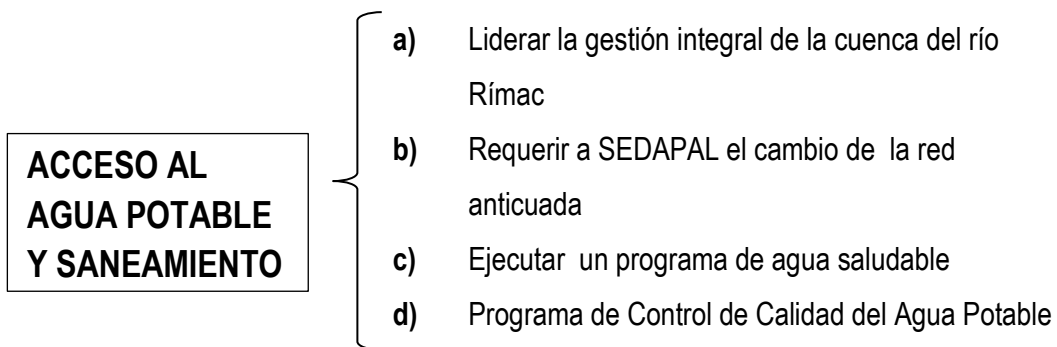 ACCESO AL
AGUA POTABLE
Y SANEAMIENTO
a) Liderar la gestión integral de la cuenca del río
Rímac
b) Requerir a SEDAPAL el cambio de la red
anticuada
c) Ejecutar un programa de agua saludable
d) Programa de Control de Calidad del Agua Potable